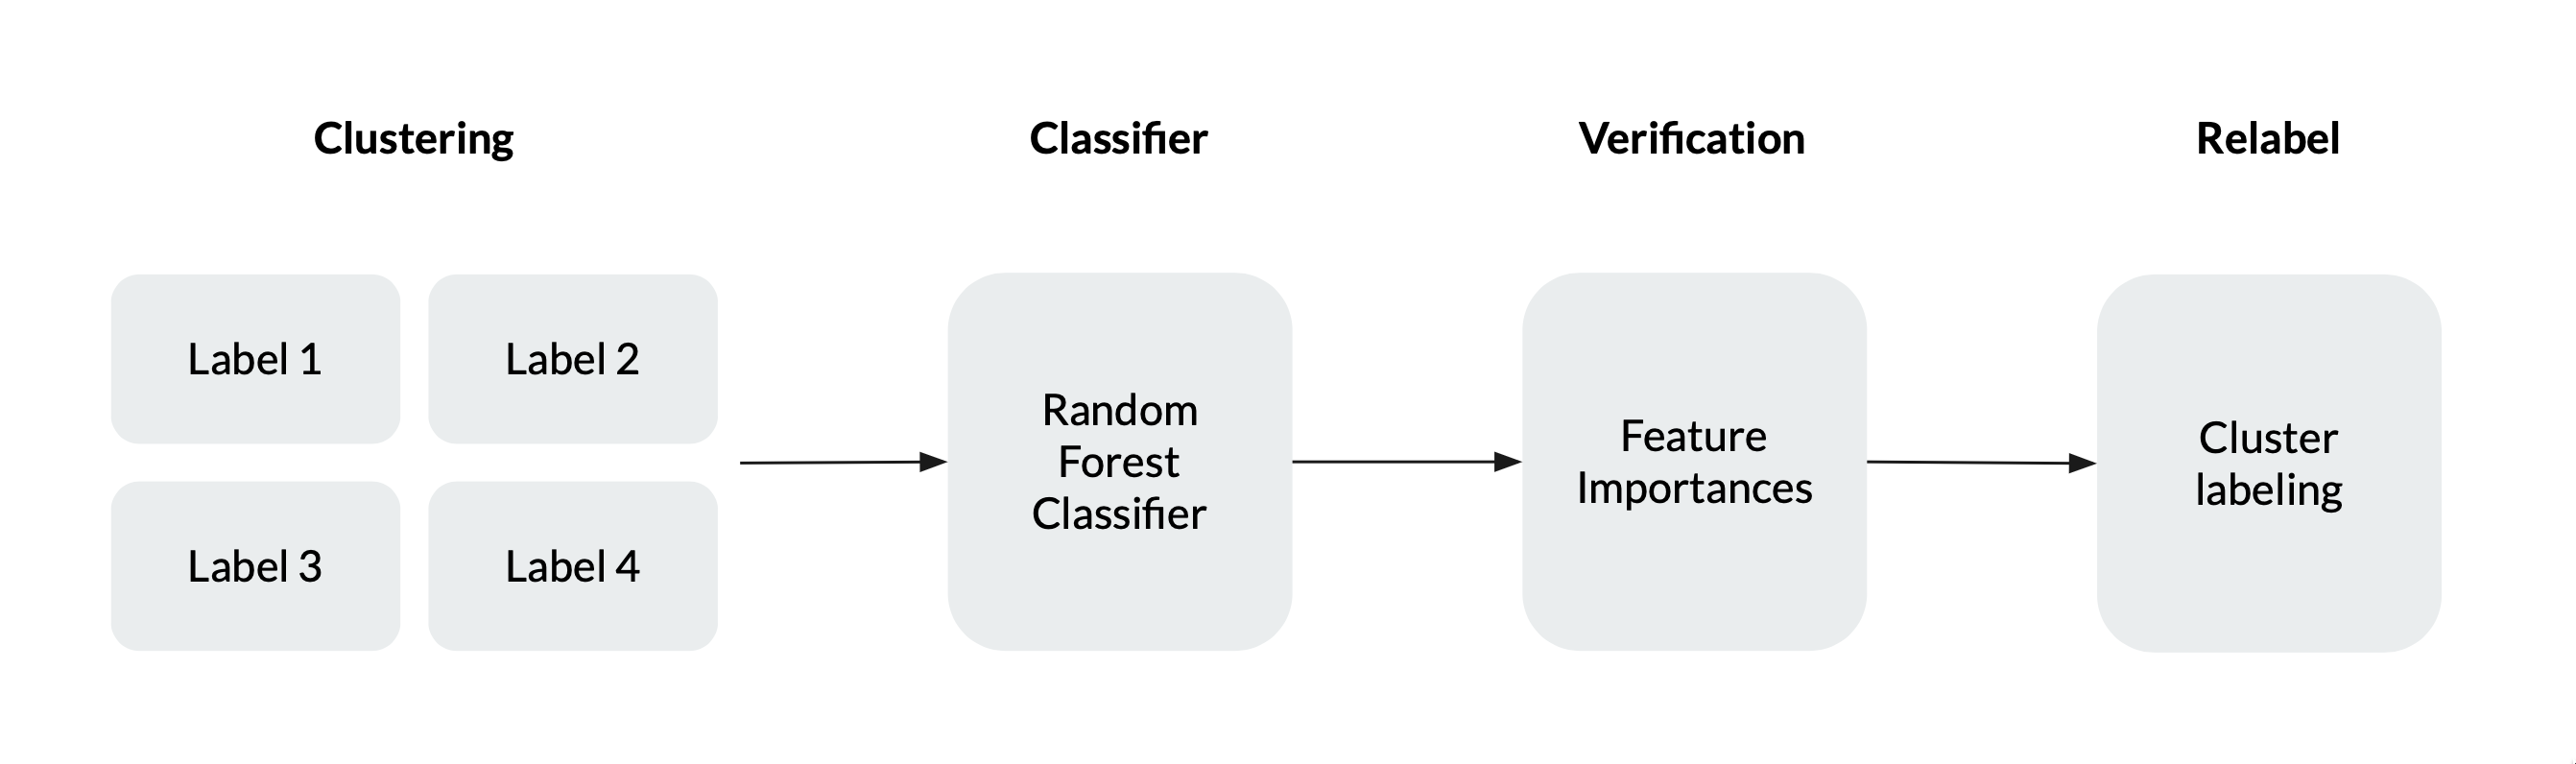 Clustering
Classifier
Verification
Relabel
Label 1
Label 2
Label 3
Label 4
Random
Forest
Classifier
Feature
Importances
Cluster
labeling